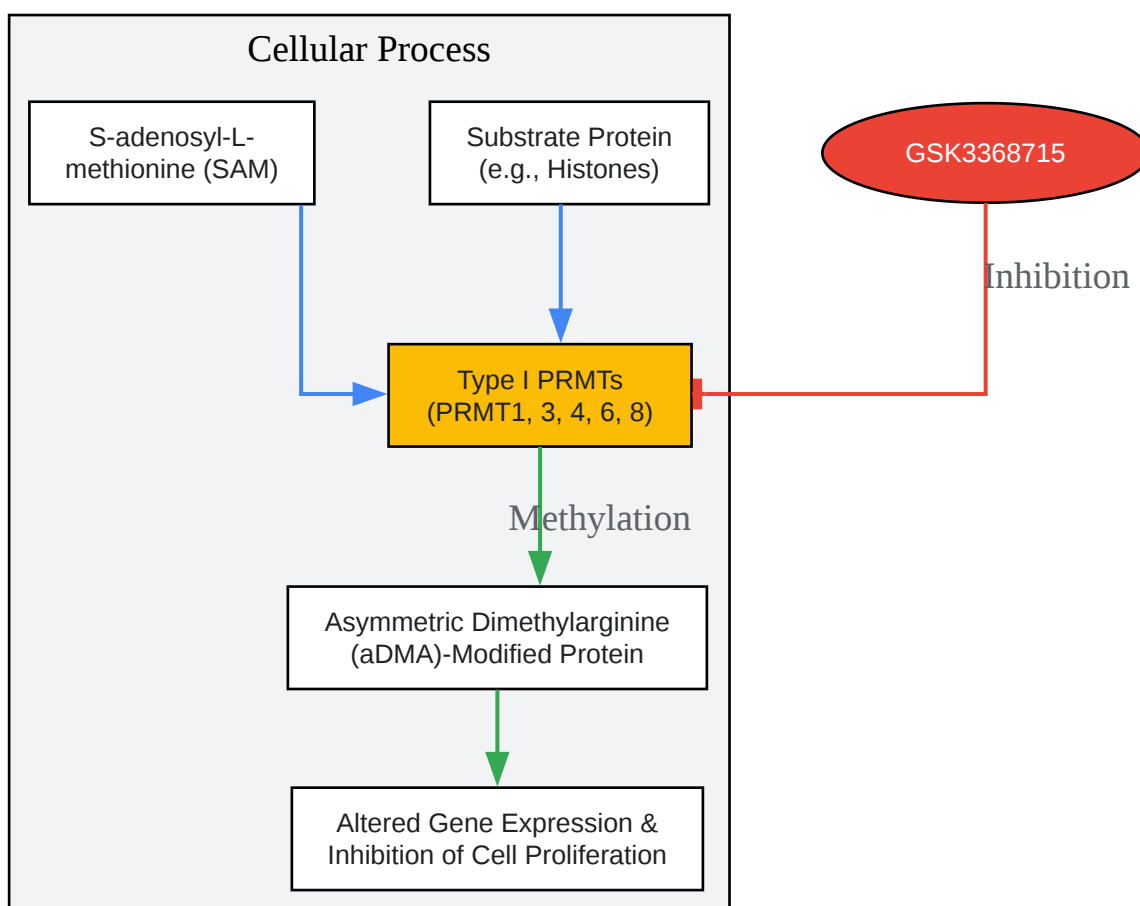 Cellular Process
S-adenosyl-L-
methionine (SAM)
Substrate Protein
(e.g., Histones)
GSK3368715
Inhibition
Type I PRMTs
(PRMT1, 3, 4, 6, 8)
Methylation
Asymmetric Dimethylarginine
(aDMA)-Modified Protein
Altered Gene Expression &
Inhibition of Cell Proliferation